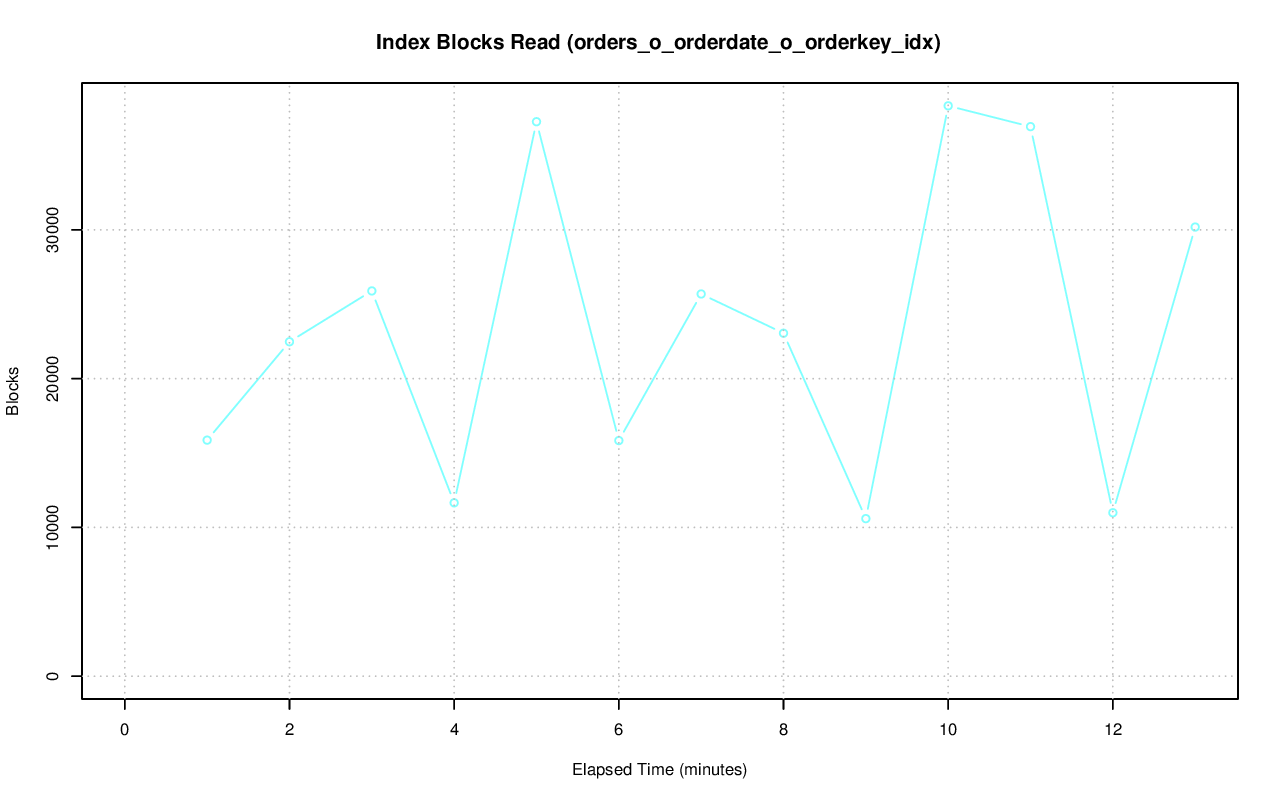 Index Blocks Read (orders_o_orderdate_o_orderkey_idx)
30000
20000
10000
0
Blocks
0 2 4 6 8 10 12
Elapsed Time (minutes)